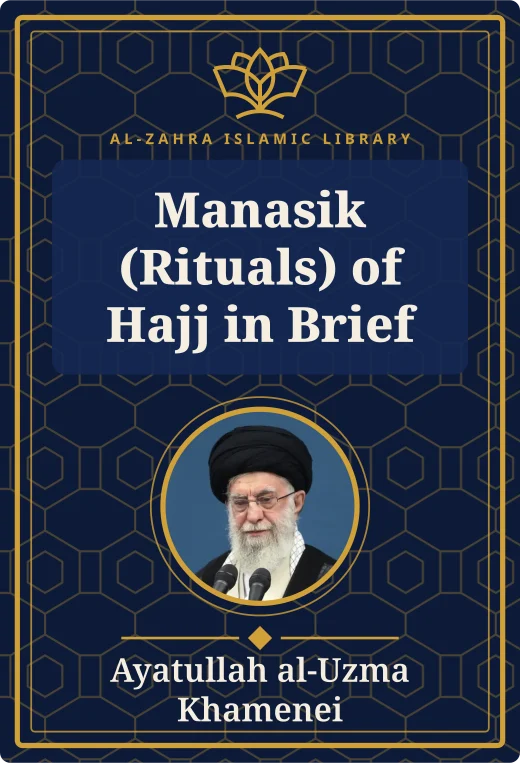 AL-ZAHRA ISLAMIC LIBRARY
Manasik
(Rituals) of
Hajj in Brief
Ayatullah al-Uzma
Khamenei